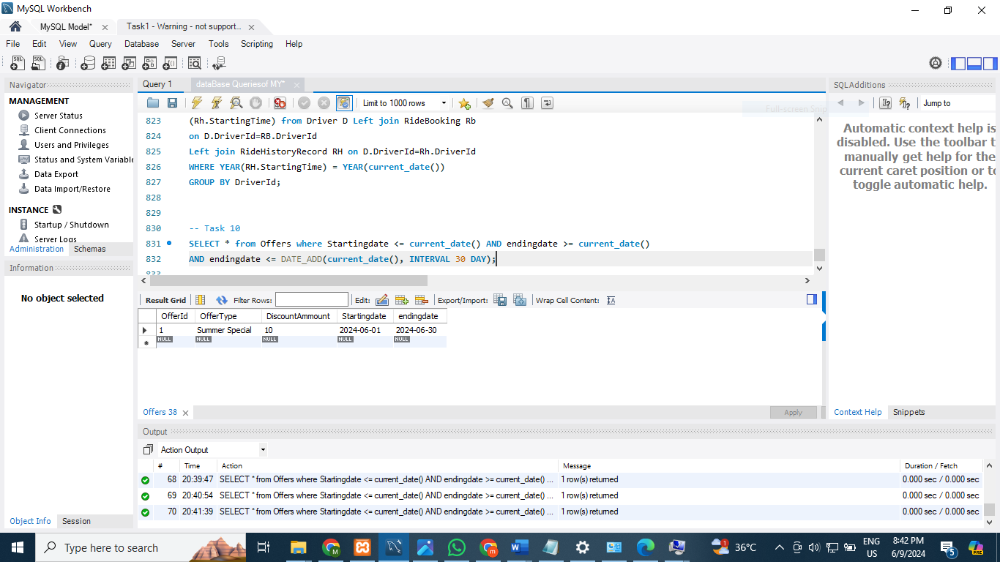 MySQL Workbench
MySQL Model*
Task1 - Warning - not support...
File Edit View Query Database Server Tools Scripting Help
Navigator
MANAGEMENT
Server Status
Client Connections
Users and Privileges
Status and System Variable
Data Export
Data Import/Restore
INSTANCE
Startup / Shutdown
Server Logs
Administration Schemas
Information
No object selected
Object Info Session
Query 1 dataBase Queriesof MY*
Limit to 1000 rows
823 (Rh.StartingTime) from Driver D Left join RideBooking Rb
824 on D.DriverId=RB.DriverId
825 Left join RideHistoryRecord RH on D.DriverId=Rh.DriverId
826 WHERE YEAR(RH.StartingTime) = YEAR(current_date())
827 GROUP BY DriverId;
828
829
830 -- Task 10
831 SELECT * from Offers where Startingdate <= current_date() AND endingdate >= current_date()
832 AND endingdate <= DATE_ADD(current_date(), INTERVAL 30 DAY);
833
Result Grid Filter Rows: Edit: Export/Import: Wrap Cell Content:
OfferId OfferType DiscountAmmount Startingdate endingdate
1 Summer Special 10 2024-06-01 2024-06-30
NULL NULL NULL NULL NULL
Offers 38 Apply
SQLAdditions
Full-screen Snip
Jump to
Automatic context help is
disabled. Use the toolbar t
manually get help for the
current caret position or to
toggle automatic help.
Context Help Snippets
Output
Action Output
# Time Action Message Duration / Fetch
68 20:39:47 SELECT * from Offers where Startingdate <= current_date() AND endingdate >= current_date() ... 1 row(s) returned 0.000 sec / 0.000 sec
69 20:40:54 SELECT * from Offers where Startingdate <= current_date() AND endingdate >= current_date() ... 1 row(s) returned 0.000 sec / 0.000 sec
70 20:41:39 SELECT * from Offers where Startingdate <= current_date() AND endingdate >= current_date() ... 1 row(s) returned 0.000 sec / 0.000 sec
Type here to search
36°C
ENG
US
8:42 PM
6/9/2024
5